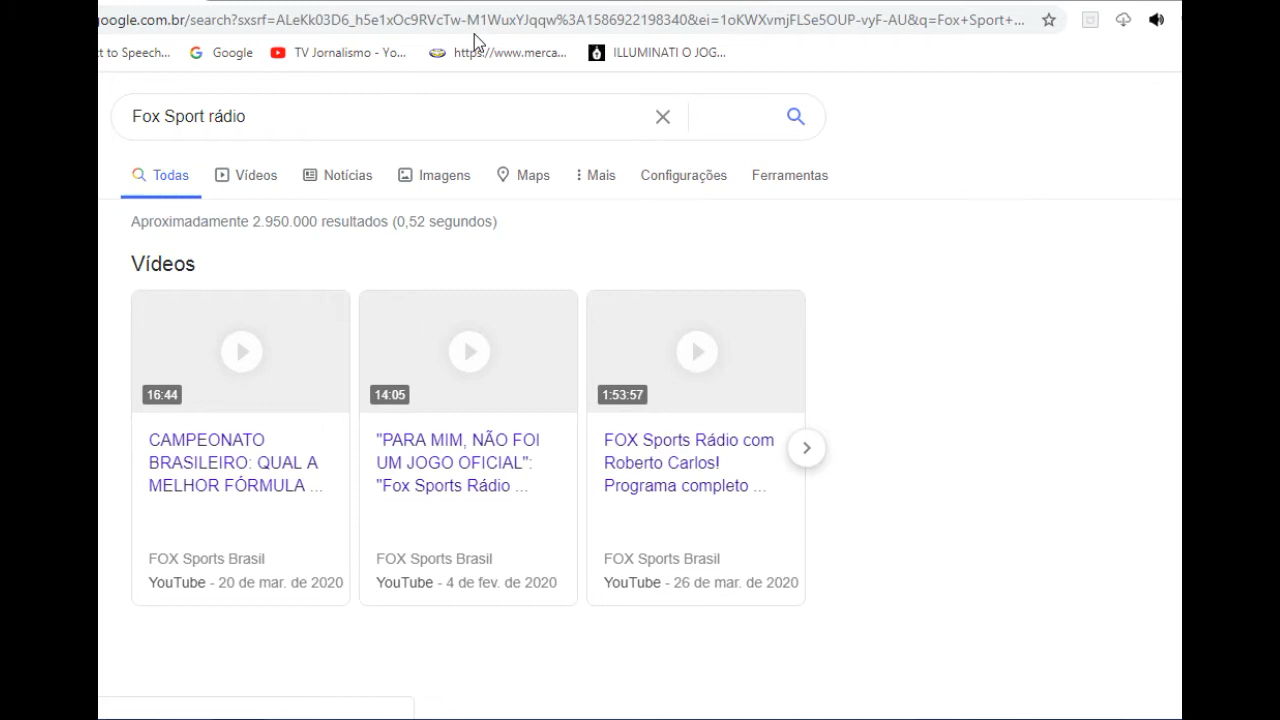 google.com.br/search?sxsrf=ALeKk03D6_h5e1xOc9RVcTw-M1WuxYJqqw%3A1586922198340&ei=1oKWXvmjFLSe5OUP-vyF-AU&q=Fox+Sport+...
t to Speech... Google TV Jornalismo - Yo... https://www.merca... ILLUMINATI O JOG...
Fox Sport rádio
Todas Vídeos Notícias Imagens Maps Mais Configurações Ferramentas
Aproximadamente 2.950.000 resultados (0,52 segundos)
Vídeos
16:44
CAMPEONATO
BRASILEIRO: QUAL A
MELHOR FÓRMULA ...
FOX Sports Brasil
YouTube - 20 de mar. de 2020
14:05
"PARA MIM, NÃO FOI
UM JOGO OFICIAL":
"Fox Sports Rádio ...
FOX Sports Brasil
YouTube - 4 de fev. de 2020
1:53:57
FOX Sports Rádio com
Roberto Carlos!
Programa completo ...
FOX Sports Brasil
YouTube - 26 de mar. de 2020